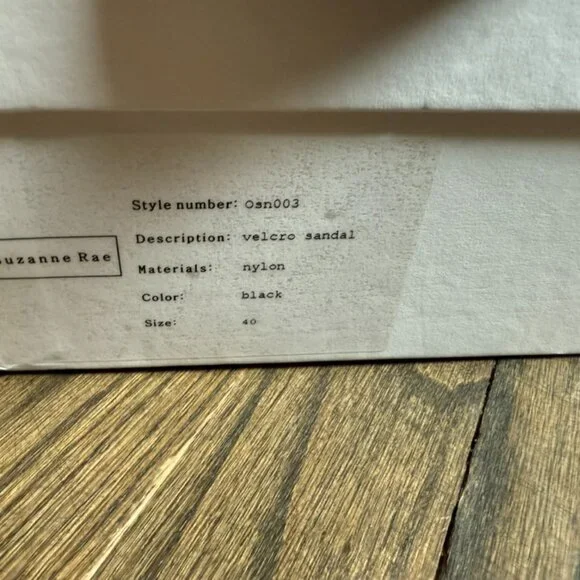 Style number: Osn003
Description: velcro sandal
Suzanne Rae
Materials: nylon
Color: black
Size: 40